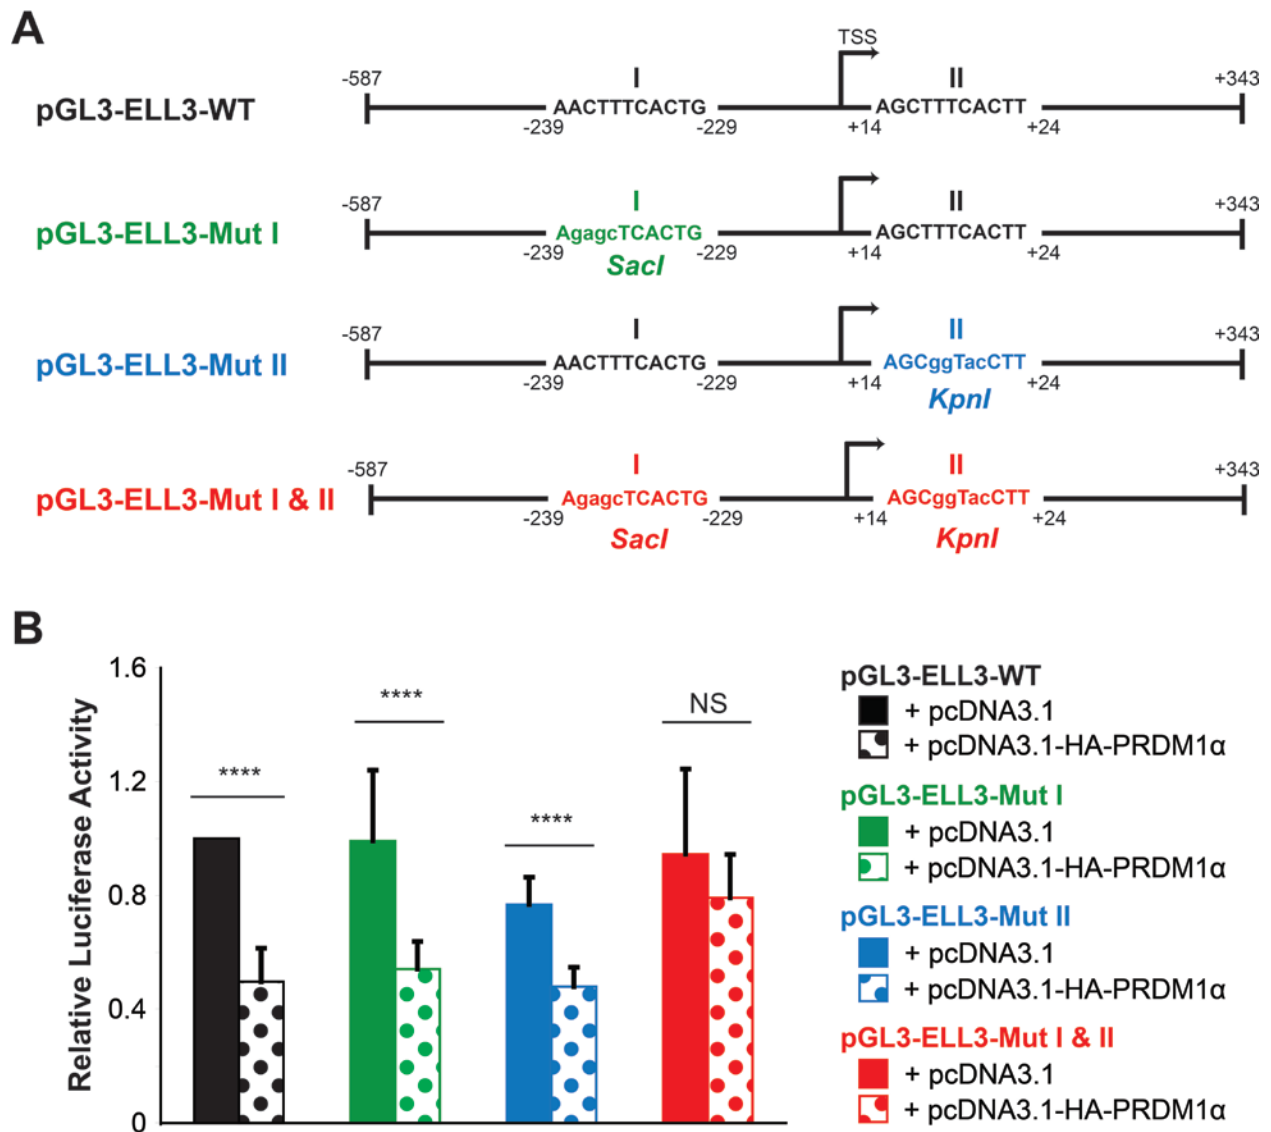 A
TSS
-587 I II +343
pGL3-ELL3-WT AACTTTCACTG AGCTTTCACTT
-239 -229 +14 +24
-587 I II +343
pGL3-ELL3-Mut I AgagcTCACTG AGCTTTCACTT
-239 SacI -229 +14 +24
-587 I II +343
pGL3-ELL3-Mut II AACTTTCACTG AGCggTacCTT
-239 -229 +14 KpnI +24
-587 I II +343
pGL3-ELL3-Mut I & II AgagcTCACTG AGCggTacCTT
-239 SacI -229 +14 KpnI +24
B
Relative Luciferase Activity
1.6
1.2
0.8
0.4
0
****
****
****
NS
pGL3-ELL3-WT
+ pcDNA3.1
+ pcDNA3.1-HA-PRDM1α
pGL3-ELL3-Mut I
+ pcDNA3.1
+ pcDNA3.1-HA-PRDM1α
pGL3-ELL3-Mut II
+ pcDNA3.1
+ pcDNA3.1-HA-PRDM1α
pGL3-ELL3-Mut I & II
+ pcDNA3.1
+ pcDNA3.1-HA-PRDM1α